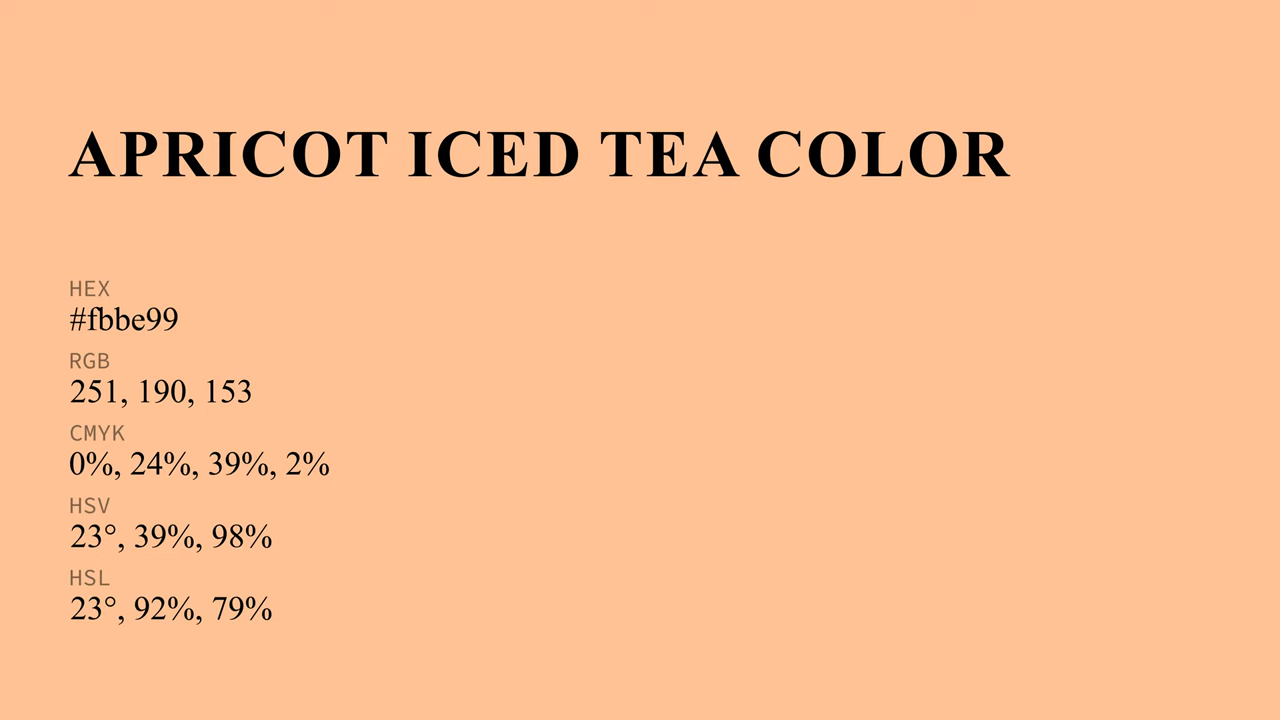 APRICOT ICED TEA COLOR
HEX
#fbbe99
RGB
251, 190, 153
CMYK
0%, 24%, 39%, 2%
HSV
23°, 39%, 98%
HSL
23°, 92%, 79%